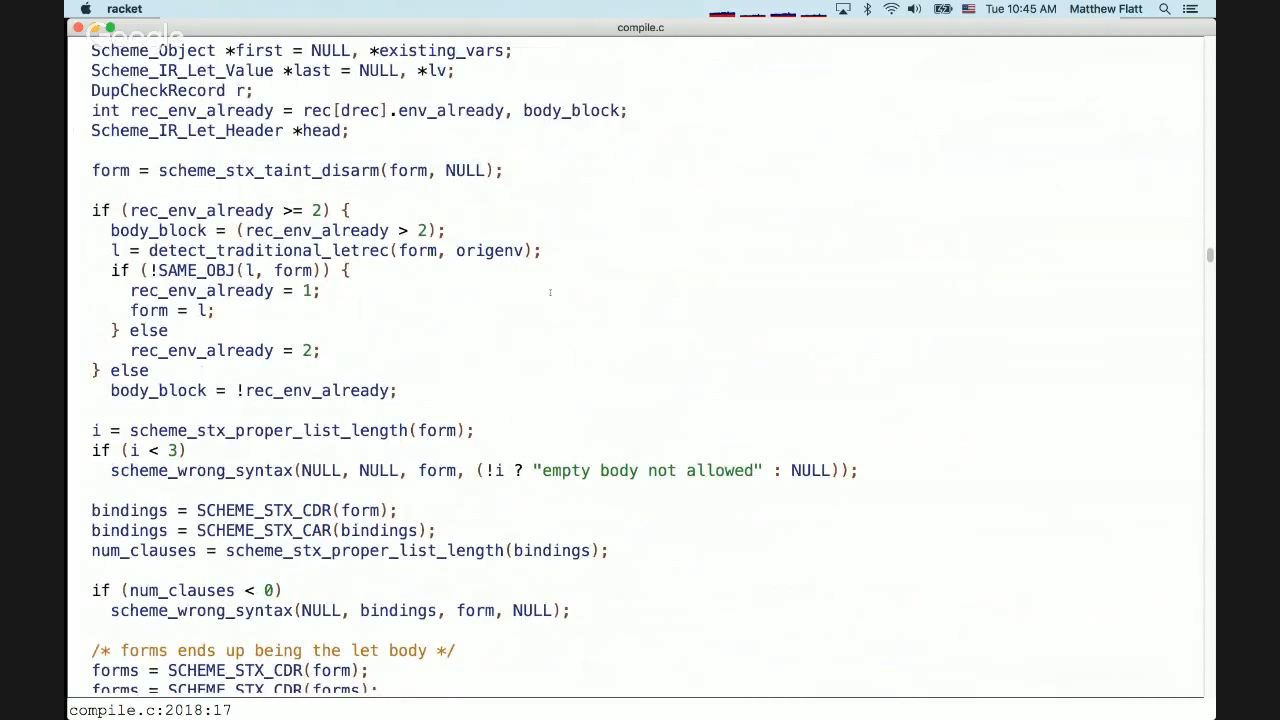 racket
Tue 10:45 AM Matthew Flatt
compile.c
Google
Scheme_Object *first = NULL, *existing_vars;
Scheme_IR_Let_Value *last = NULL, *lv;
DupCheckRecord r;
int rec_env_already = rec[drec].env_already, body_block;
Scheme_IR_Let_Header *head;
form = scheme_stx_taint_disarm(form, NULL);
if (rec_env_already >= 2) {
body_block = (rec_env_already > 2);
l = detect_traditional_letrec(form, origenv);
if (!SAME_OBJ(l, form)) {
rec_env_already = 1;
form = l;
} else
rec_env_already = 2;
} else
body_block = !rec_env_already;
i = scheme_stx_proper_list_length(form);
if (i < 3)
scheme_wrong_syntax(NULL, NULL, form, (!i ? "empty body not allowed" : NULL));
bindings = SCHEME_STX_CDR(form);
bindings = SCHEME_STX_CAR(bindings);
num_clauses = scheme_stx_proper_list_length(bindings);
if (num_clauses < 0)
scheme_wrong_syntax(NULL, bindings, form, NULL);
/* forms ends up being the let body */
forms = SCHEME_STX_CDR(form);
forms = SCHEME_STX_CDR(forms);
compile.c:2018:17